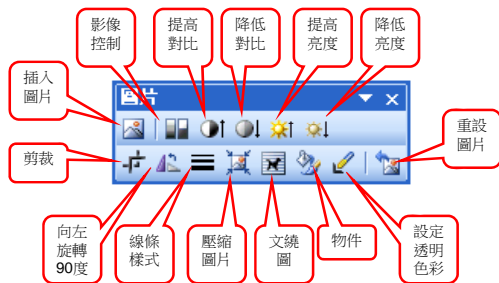 影像
控制
提高
對比
降低
對比
提高
亮度
降低
亮度
插入
圖片
圖片
重設
圖片
剪裁
向左
旋轉
90度
線條
樣式
壓縮
圖片
文繞
圖
物件
設定
透明
色彩